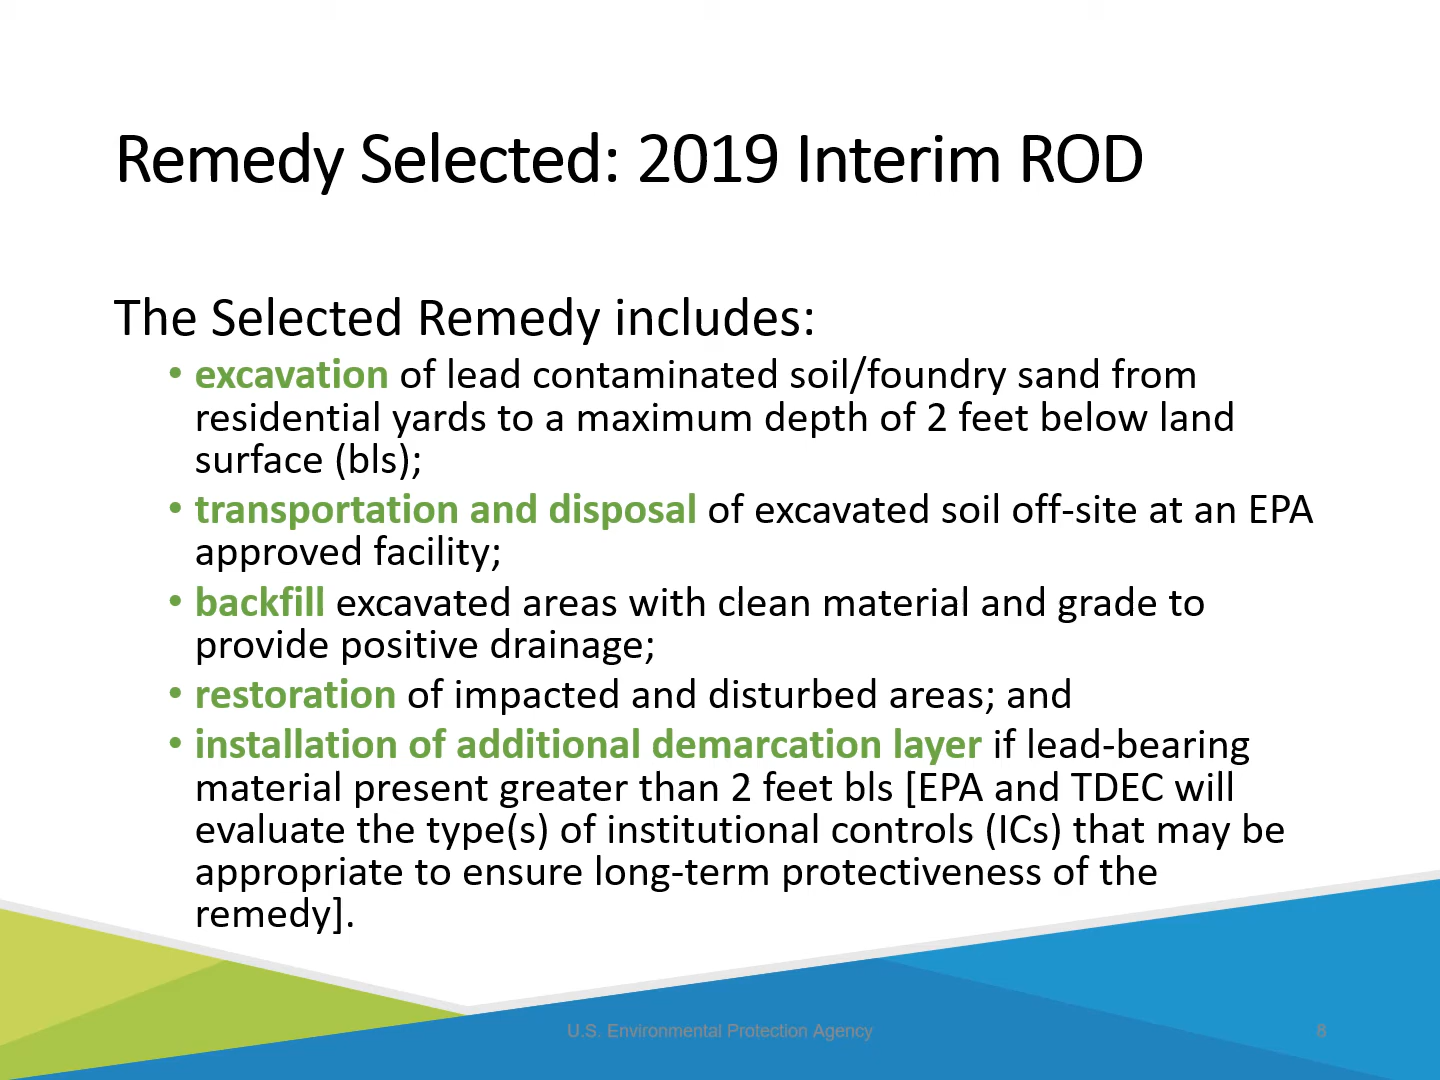 Remedy Selected: 2019 Interim ROD
The Selected Remedy includes:
• excavation of lead contaminated soil/foundry sand from
residential yards to a maximum depth of 2 feet below land
surface (bls);
• transportation and disposal of excavated soil off-site at an EPA
approved facility;
• backfill excavated areas with clean material and grade to
provide positive drainage;
• restoration of impacted and disturbed areas; and
• installation of additional demarcation layer if lead-bearing
material present greater than 2 feet bls [EPA and TDEC will
evaluate the type(s) of institutional controls (ICs) that may be
appropriate to ensure long-term protectiveness of the
remedy].
U.S. Environmental Protection Agency
8